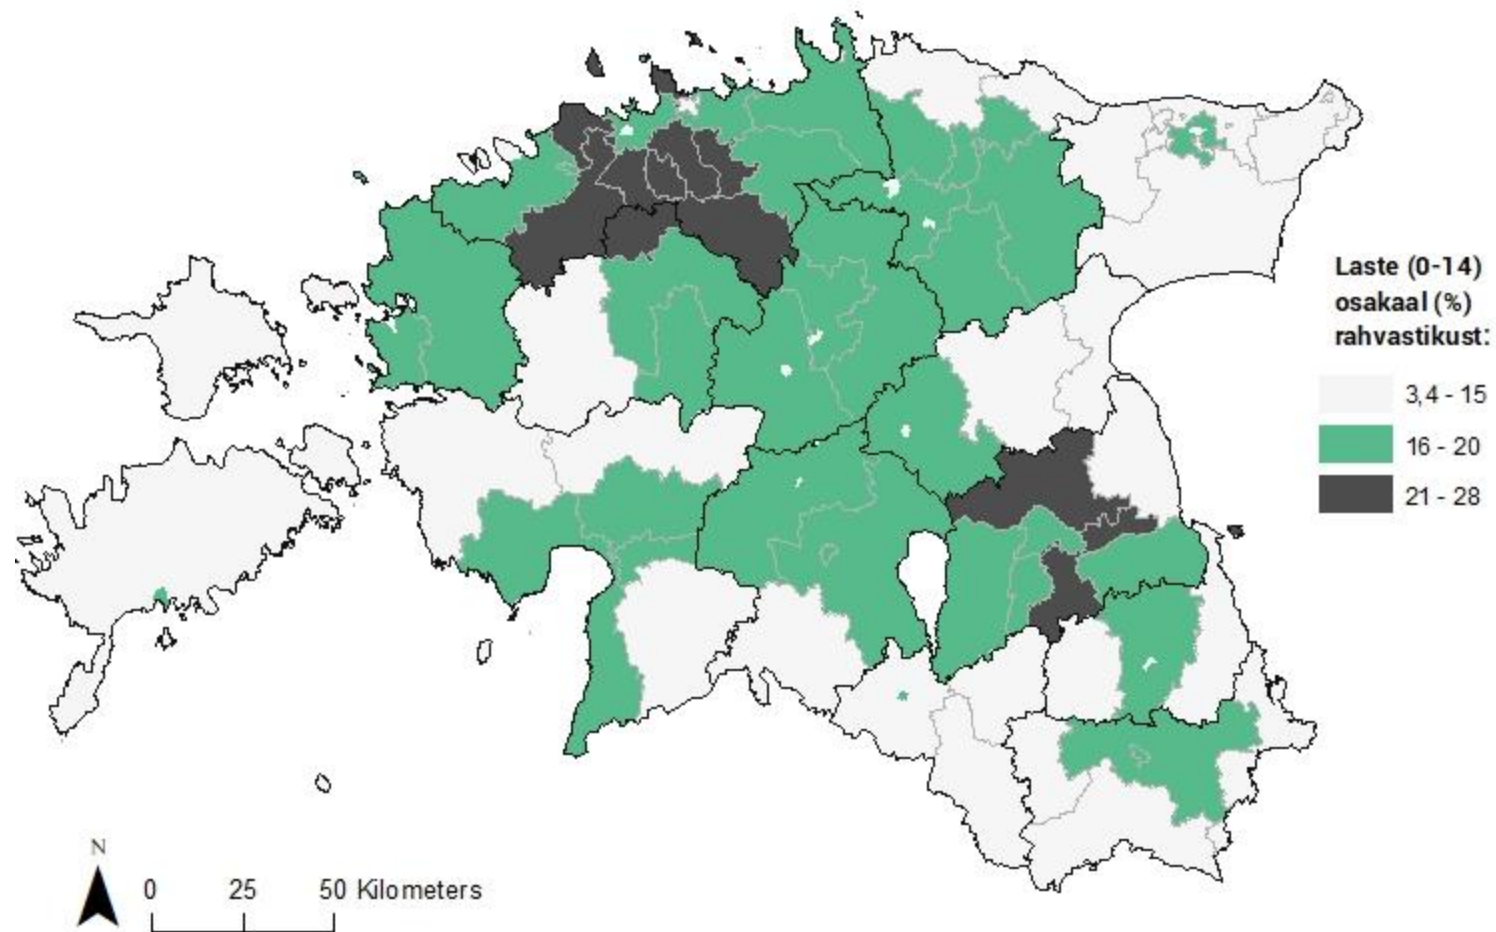 Laste (0-14)
osakaal (%)
rahvastikust:
3,4 - 15
16 - 20
21 - 28
N
0 25 50 Kilometers